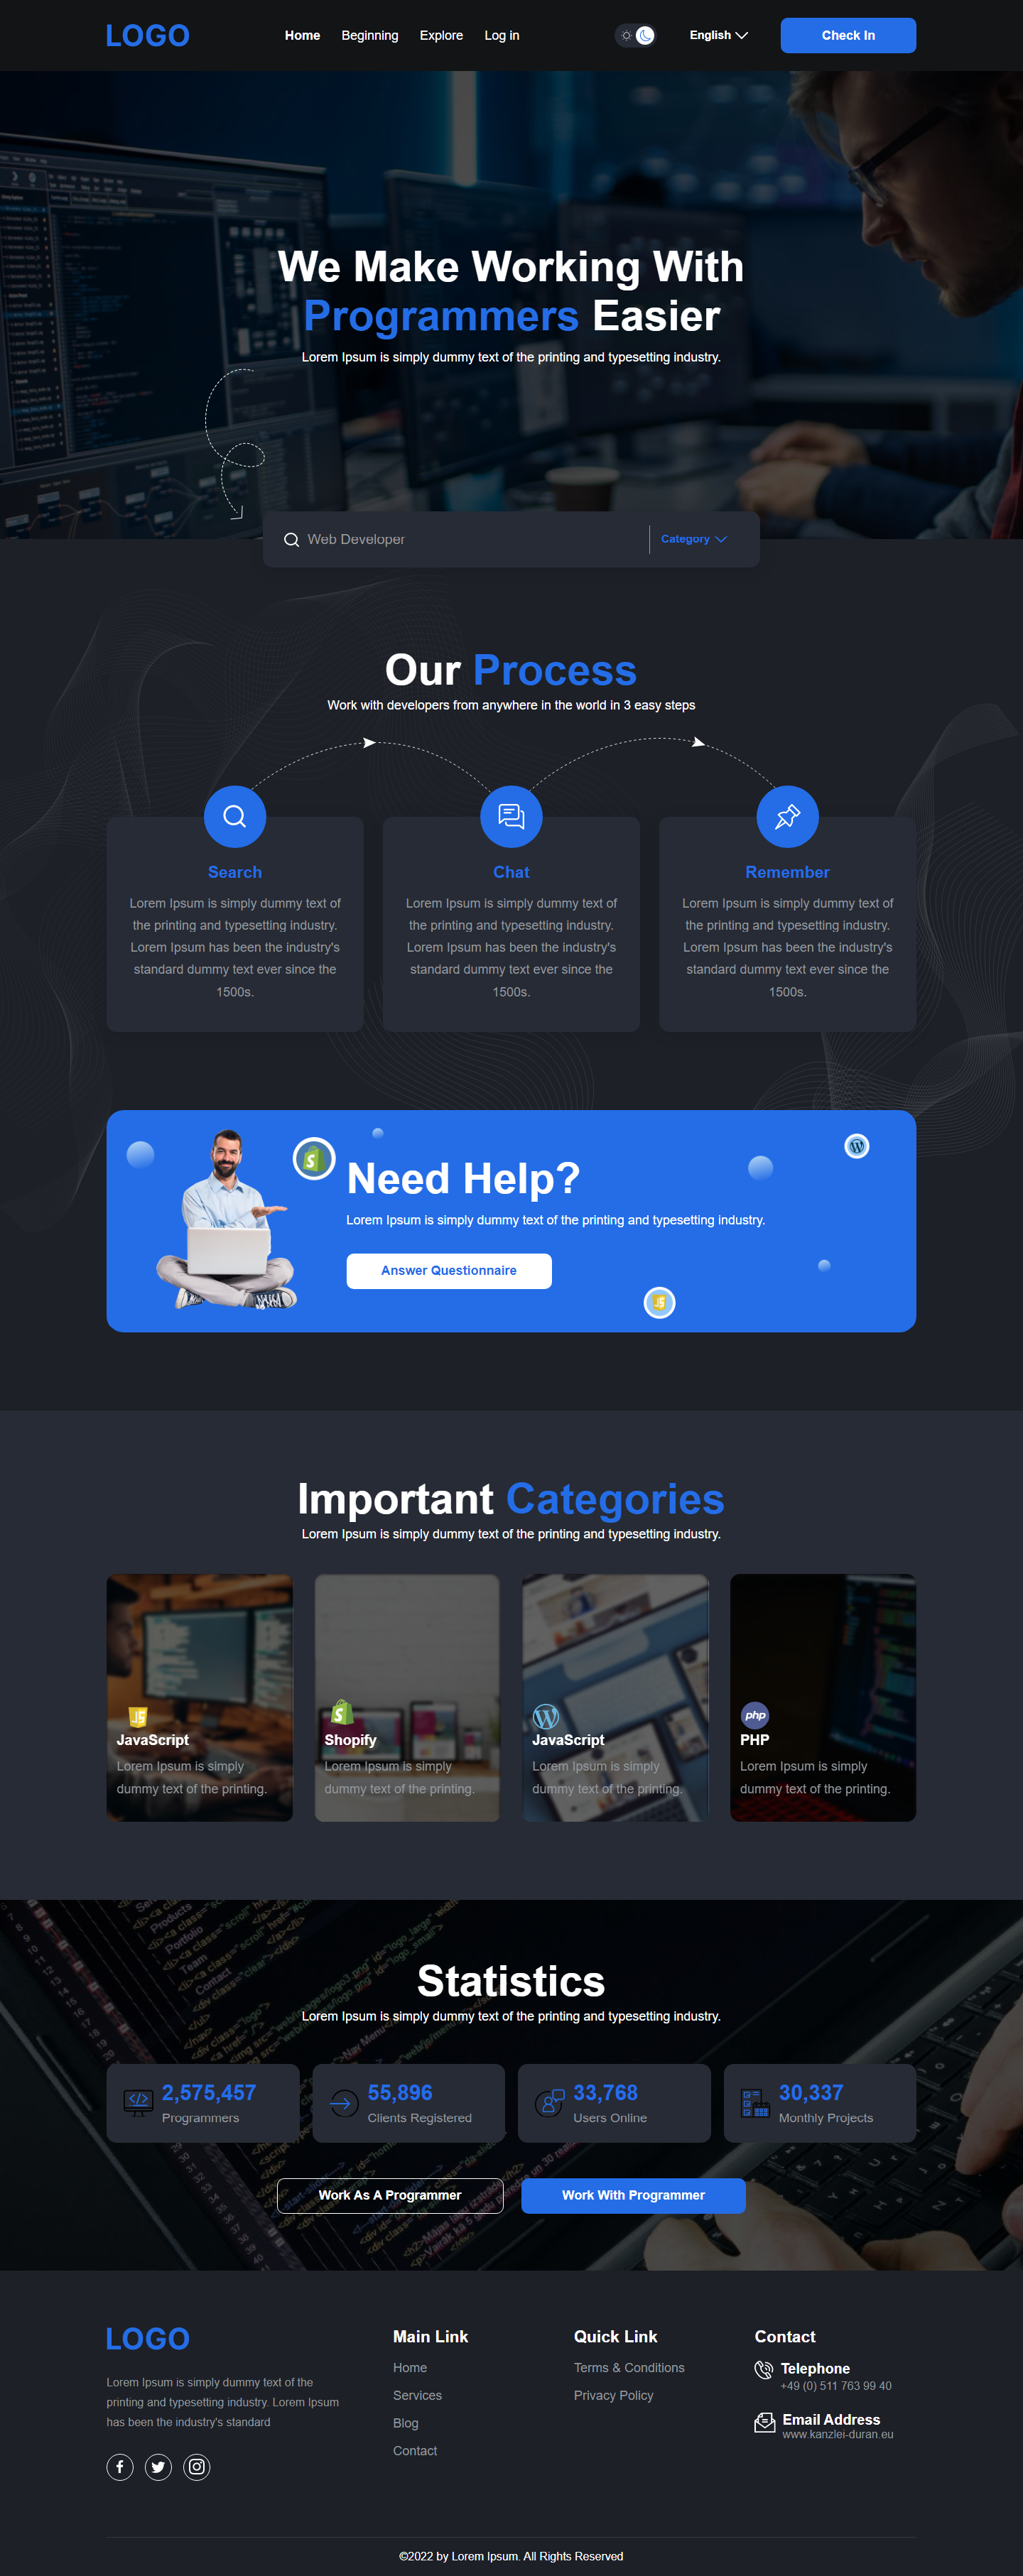 LOGO
Home Beginning Explore Log in English Check In
We Make Working With
Programmers Easier
Lorem Ipsum is simply dummy text of the printing and typesetting industry.
Web Developer Category
Our Process
Work with developers from anywhere in the world in 3 easy steps
Search
Lorem Ipsum is simply dummy text of
the printing and typesetting industry.
Lorem Ipsum has been the industry's
standard dummy text ever since the
1500s.
Chat
Lorem Ipsum is simply dummy text of
the printing and typesetting industry.
Lorem Ipsum has been the industry's
standard dummy text ever since the
1500s.
Remember
Lorem Ipsum is simply dummy text of
the printing and typesetting industry.
Lorem Ipsum has been the industry's
standard dummy text ever since the
1500s.
Need Help?
Lorem Ipsum is simply dummy text of the printing and typesetting industry.
Answer Questionnaire
Important Categories
Lorem Ipsum is simply dummy text of the printing and typesetting industry.
JavaScript
Lorem Ipsum is simply
dummy text of the printing.
Shopify
Lorem Ipsum is simply
dummy text of the printing.
JavaScript
Lorem Ipsum is simply
dummy text of the printing.
php
PHP
Lorem Ipsum is simply
dummy text of the printing.
Statistics
Lorem Ipsum is simply dummy text of the printing and typesetting industry.
2,575,457
Programmers
55,896
Clients Registered
33,768
Users Online
30,337
Monthly Projects
Work As A Programmer
Work With Programmer
LOGO
Lorem Ipsum is simply dummy text of the
printing and typesetting industry. Lorem Ipsum
has been the industry's standard
Main Link
Home
Services
Blog
Contact
Quick Link
Terms & Conditions
Privacy Policy
Contact
Telephone
+49 (0) 511 763 99 40
Email Address
www.kanzlei-duran.eu
©2022 by Lorem Ipsum. All Rights Reserved